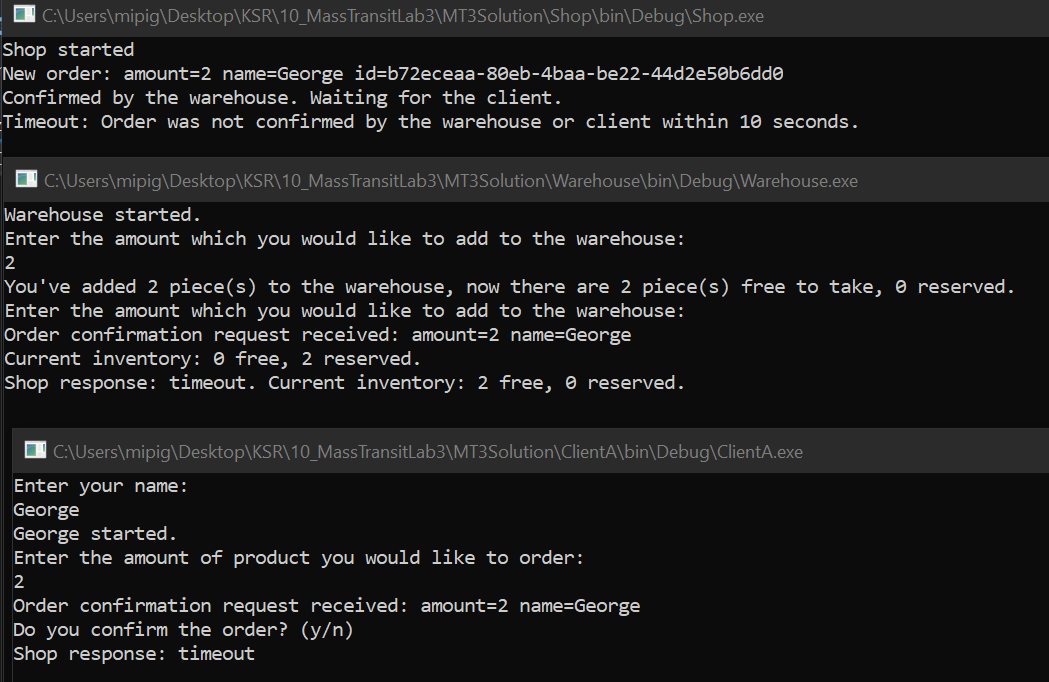 C:\Users\mipig\Desktop\KSR\10_MassTransitLab3\MT3Solution\Shop\bin\Debug\Shop.exe
Shop started
New order: amount=2 name=George id=b72eceaa-80eb-4baa-be22-44d2e50b6dd0
Confirmed by the warehouse. Waiting for the client.
Timeout: Order was not confirmed by the warehouse or client within 10 seconds.
C:\Users\mipig\Desktop\KSR\10_MassTransitLab3\MT3Solution\Warehouse\bin\Debug\Warehouse.exe
Warehouse started.
Enter the amount which you would like to add to the warehouse:
2
You've added 2 piece(s) to the warehouse, now there are 2 piece(s) free to take, 0 reserved.
Enter the amount which you would like to add to the warehouse:
Order confirmation request received: amount=2 name=George
Current inventory: 0 free, 2 reserved.
Shop response: timeout. Current inventory: 2 free, 0 reserved.
C:\Users\mipig\Desktop\KSR\10_MassTransitLab3\MT3Solution\ClientA\bin\Debug\ClientA.exe
Enter your name:
George
George started.
Enter the amount of product you would like to order:
2
Order confirmation request received: amount=2 name=George
Do you confirm the order? (y/n)
Shop response: timeout